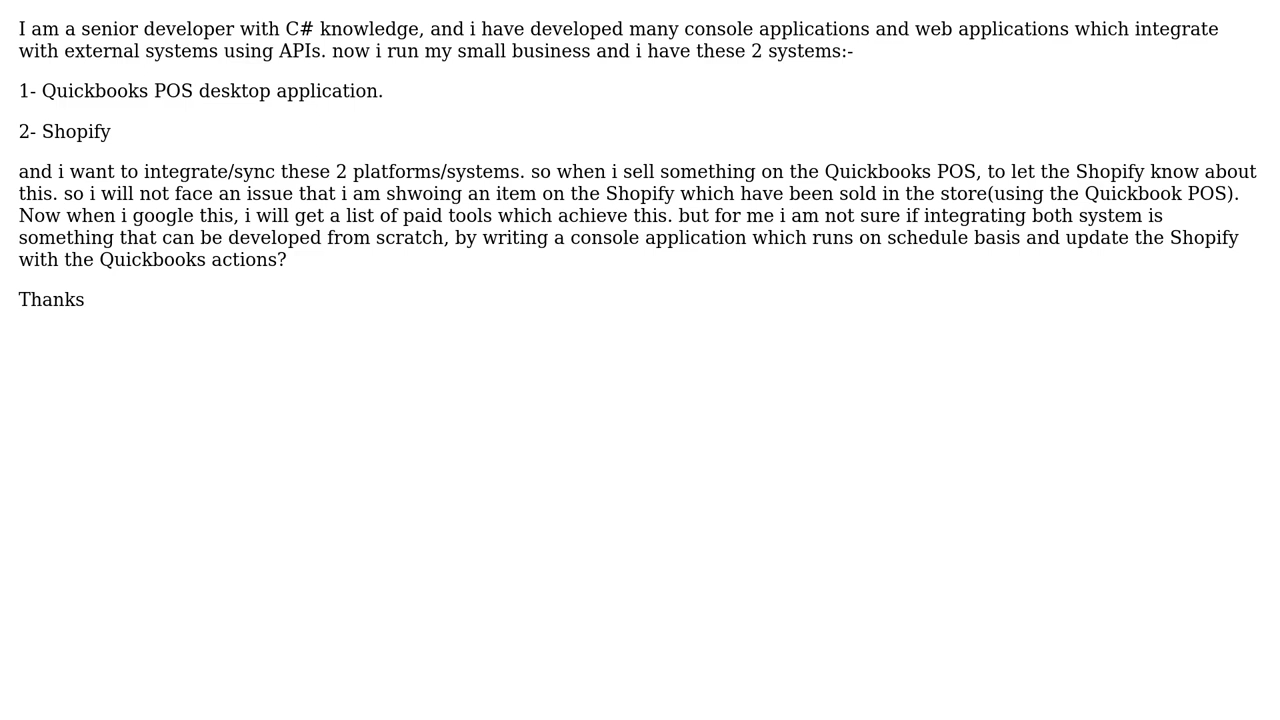 I am a senior developer with C# knowledge, and i have developed many console applications and web applications which integrate
with external systems using APIs. now i run my small business and i have these 2 systems:-
1- Quickbooks POS desktop application.
2- Shopify
and i want to integrate/sync these 2 platforms/systems. so when i sell something on the Quickbooks POS, to let the Shopify know about
this. so i will not face an issue that i am shwoing an item on the Shopify which have been sold in the store(using the Quickbook POS).
Now when i google this, i will get a list of paid tools which achieve this. but for me i am not sure if integrating both system is
something that can be developed from scratch, by writing a console application which runs on schedule basis and update the Shopify
with the Quickbooks actions?
Thanks